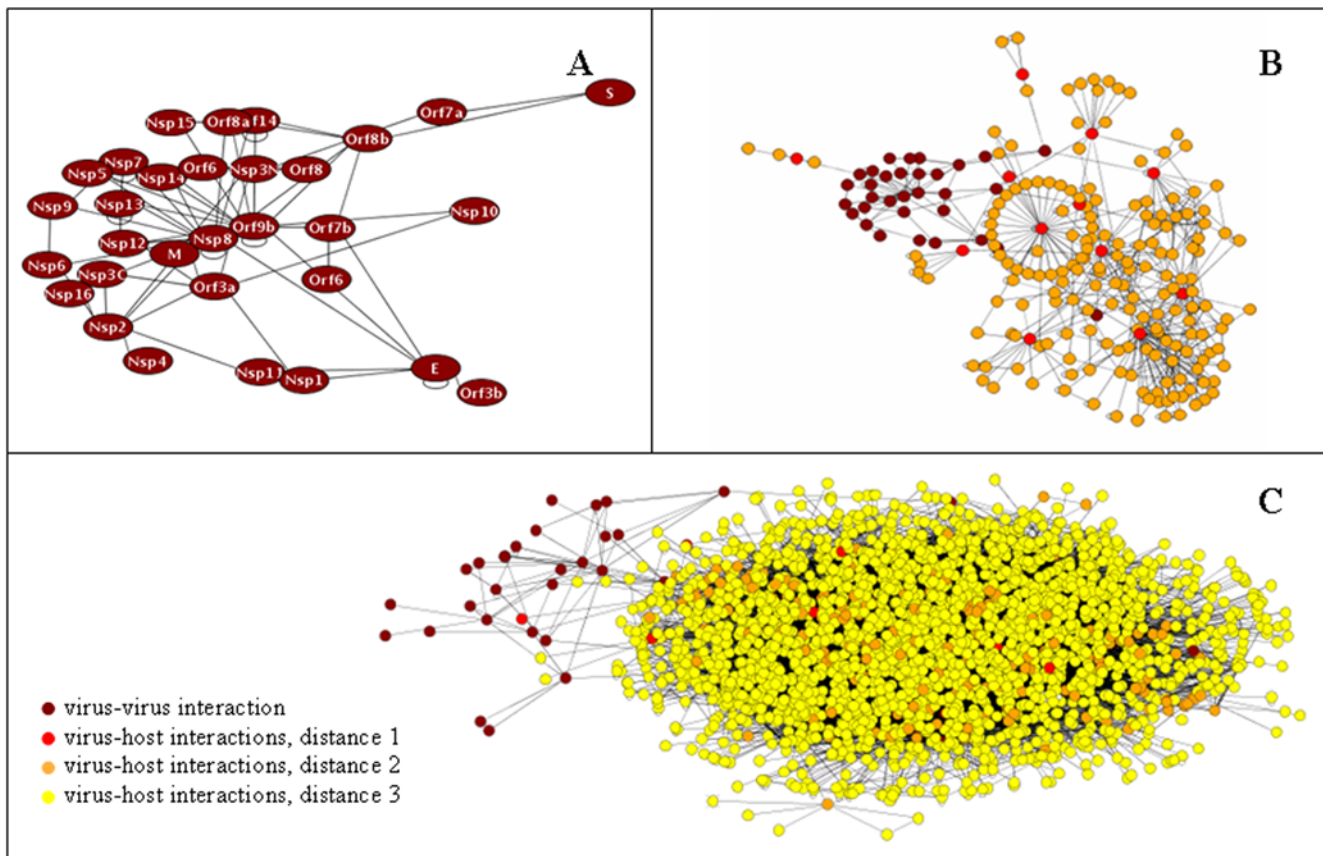 A
S
Orf7a
Nsp15
Orf8a
f14
Orf8b
Nsp7
Nsp5
Nsp14
Orf6
Nsp3N
Orf8
Nsp9
Nsp13
Orf9b
Orf7b
Nsp10
Nsp12
Nsp8
Nsp6
M
Nsp3C
Nsp16
Orf3a
Orf6
Nsp2
Nsp4
Nsp11
Nsp1
E
Orf3b
B
C
virus-virus interaction
virus-host interactions, distance 1
virus-host interactions, distance 2
virus-host interactions, distance 3